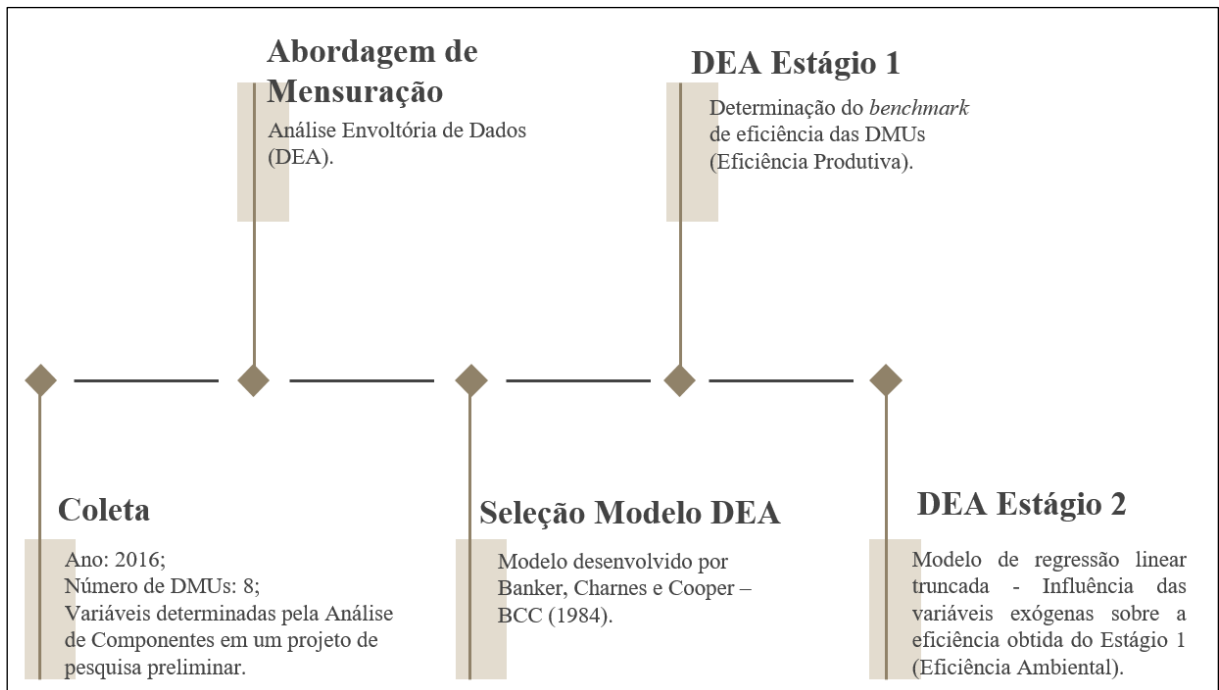 Abordagem de
Mensuração
Análise Envoltória de Dados
(DEA).
DEA Estágio 1
Determinação do benchmark
de eficiência das DMUs
(Eficiência Produtiva).
Coleta
Ano: 2016;
Número de DMUs: 8;
Variáveis determinadas pela Análise
de Componentes em um projeto de
pesquisa preliminar.
Seleção Modelo DEA
Modelo desenvolvido por
Banker, Charnes e Cooper –
BCC (1984).
DEA Estágio 2
Modelo de regressão linear
truncada - Influência das
variáveis exógenas sobre a
eficiência obtida do Estágio 1
(Eficiência Ambiental).